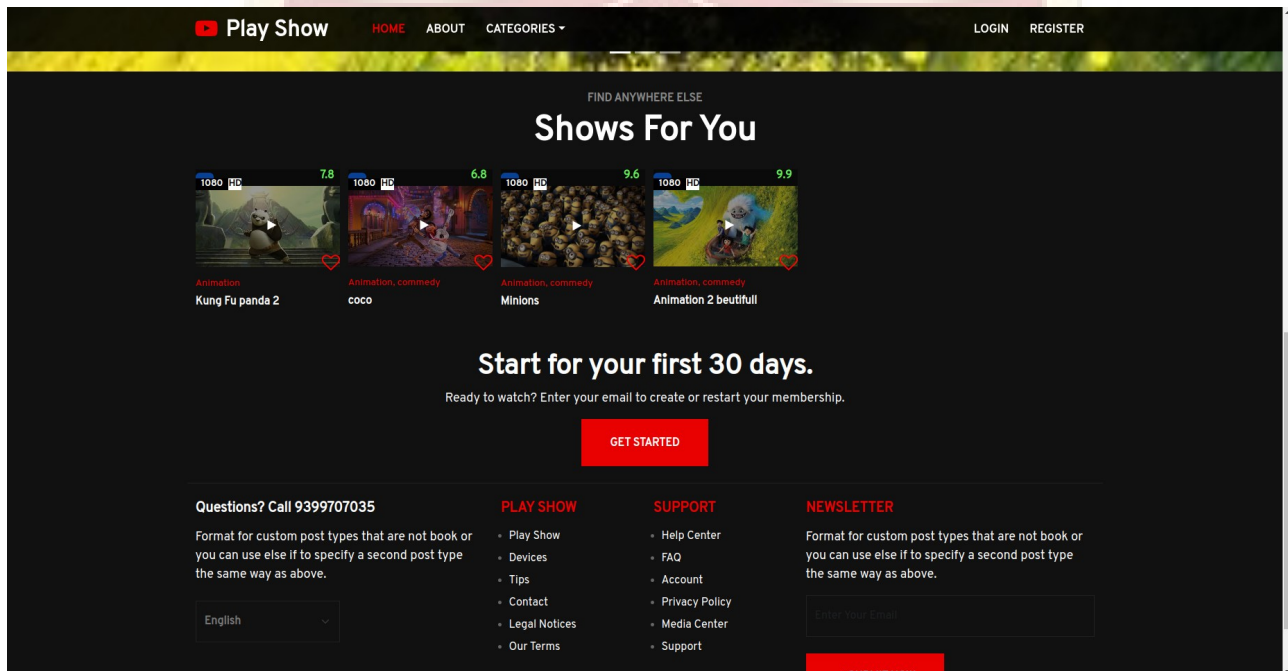 Play Show
HOME ABOUT CATEGORIES
LOGIN REGISTER
FIND ANYWHERE ELSE
Shows For You
1080 HD 7.8
1080 HD 6.8
1080 HD 9.6
1080 HD 9.9
Animation
Kung Fu panda 2
Animation, commedy
coco
Animation, commedy
Minions
Animation, commedy
Animation 2 beutifull
Start for your first 30 days.
Ready to watch? Enter your email to create or restart your membership.
GET STARTED
Questions? Call 9399707035
Format for custom post types that are not book or
you can use else if to specify a second post type
the same way as above.
English
PLAY SHOW
Play Show
Devices
Tips
Contact
Legal Notices
Our Terms
SUPPORT
Help Center
FAQ
Account
Privacy Policy
Media Center
Support
NEWSLETTER
Format for custom post types that are not book or
you can use else if to specify a second post type
the same way as above.
Enter Your Email